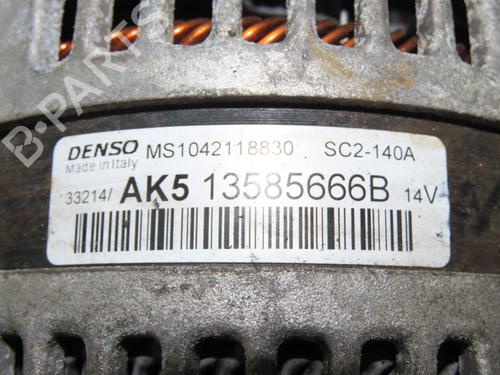 DENSO MS1042118830 SC2-140A
Made in Italy
33214/ AK5 13585666B 14V
B-PARTS